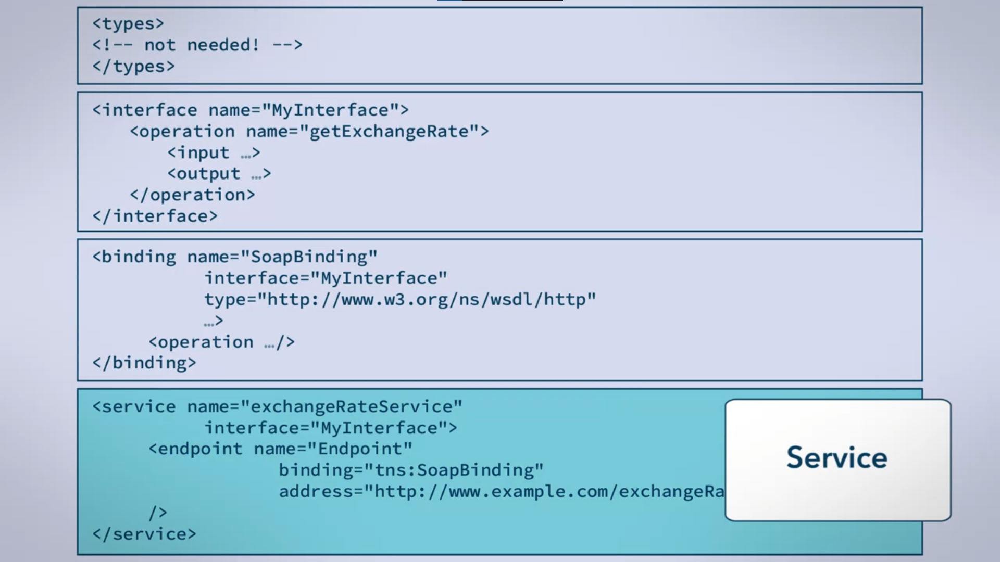 <types>
<!-- not needed! -->
</types>
<interface name="MyInterface">
<operation name="getExchangeRate">
<input …>
<output …>
</operation>
</interface>
<binding name="SoapBinding"
interface="MyInterface"
type="http://www.w3.org/ns/wsdl/http"
…>
<operation …/>
</binding>
<service name="exchangeRateService"
interface="MyInterface">
<endpoint name="Endpoint"
binding="tns:SoapBinding"
address="http://www.example.com/exchangeRa
/>
</service>
Service